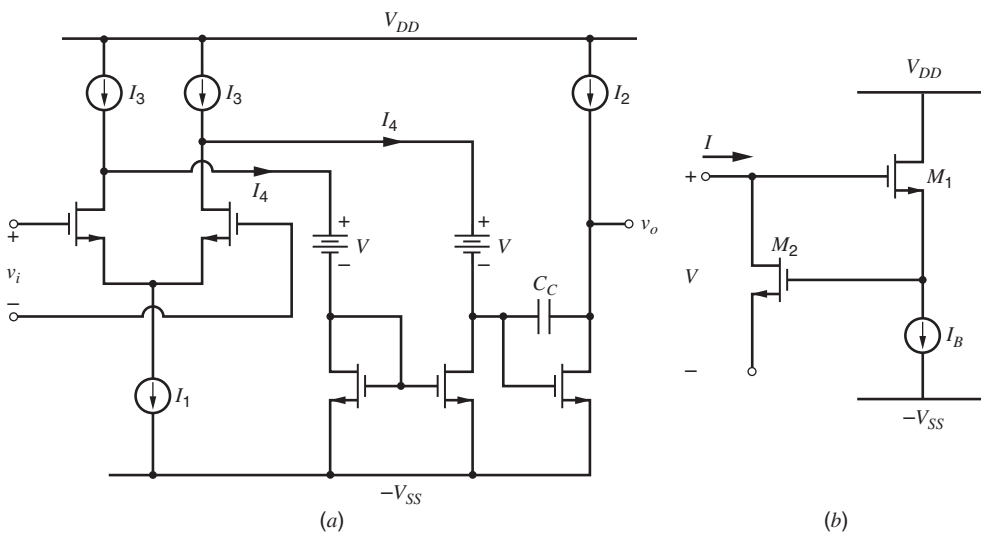 V_DD
I_3
I_3
I_2
I_4
I_4
+
V
−
+
V
−
v_o
+
v_i
−
C_C
I_1
−V_SS
(a)
V_DD
I
+
M_1
M_2
V
I_B
−
−V_SS
(b)